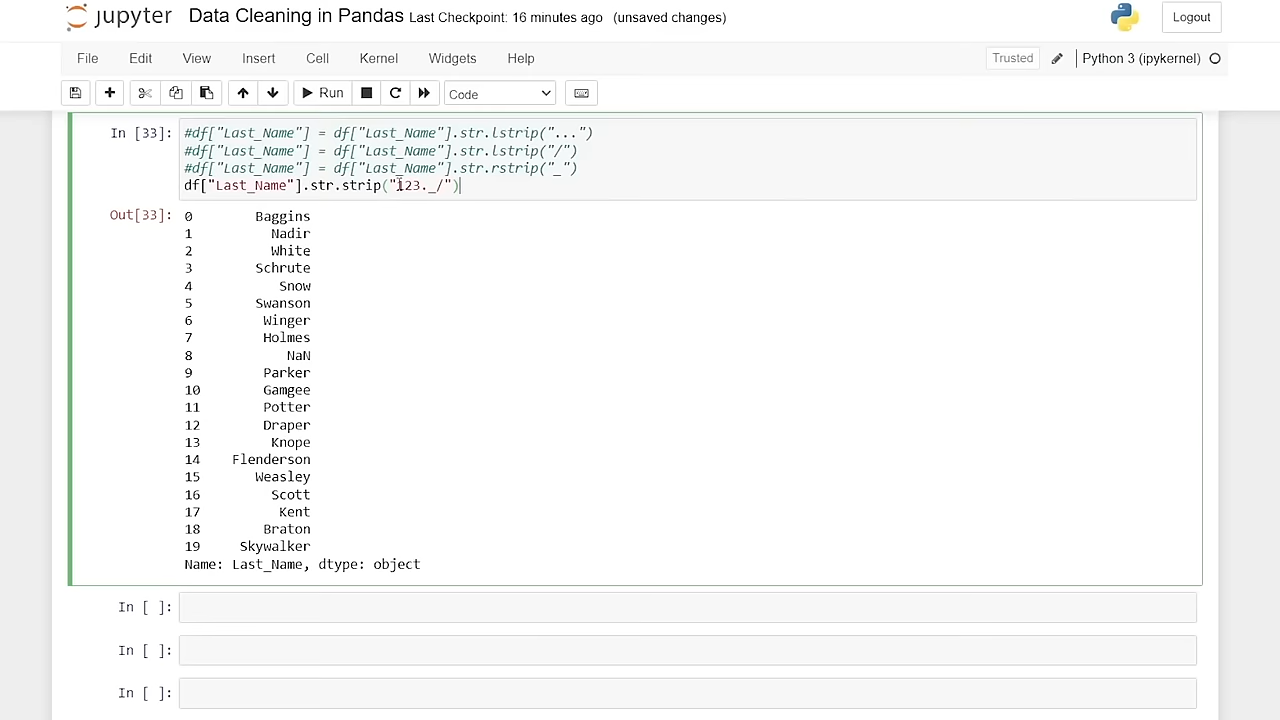 jupyter Data Cleaning in Pandas Last Checkpoint: 16 minutes ago (unsaved changes) Logout
File Edit View Insert Cell Kernel Widgets Help Trusted Python 3 (ipykernel)
Run Code
In [33]: #df["Last_Name"] = df["Last_Name"].str.lstrip("...")
#df["Last_Name"] = df["Last_Name"].str.lstrip("/")
#df["Last_Name"] = df["Last_Name"].str.rstrip("_")
df["Last_Name"].str.strip("123._/")
Out[33]: 0 Baggins
1 Nadir
2 White
3 Schrute
4 Snow
5 Swanson
6 Winger
7 Holmes
8 NaN
9 Parker
10 Gamgee
11 Potter
12 Draper
13 Knope
14 Flenderson
15 Weasley
16 Scott
17 Kent
18 Braton
19 Skywalker
Name: Last_Name, dtype: object
In [ ]:
In [ ]:
In [ ]: